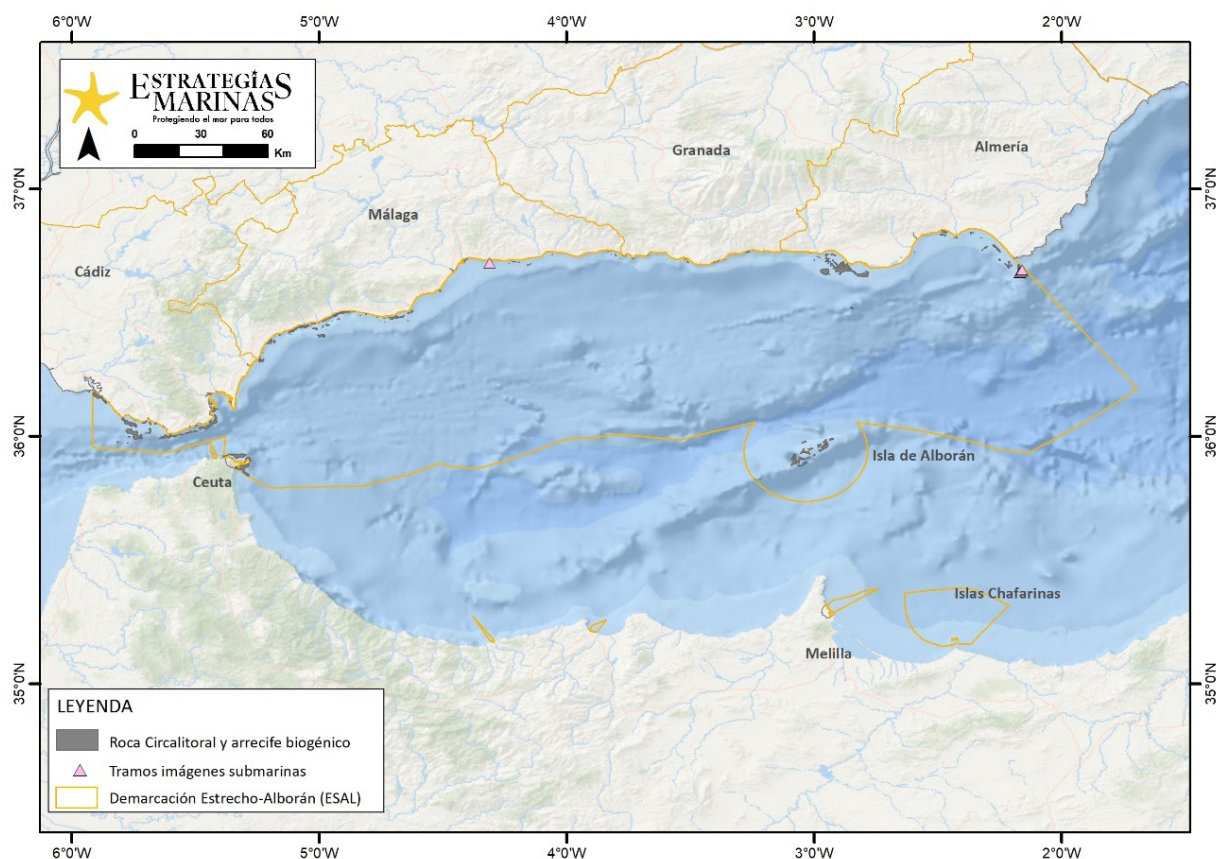 6°0'W 5°0'W 4°0'W 3°0'W 2°0'W
ESTRATEGIAS
MARINAS
Protegiendo el mar para todos
0 30 60
Km
37°0'N
37°0'N
Granada
Almería
Málaga
Cádiz
36°0'N
36°0'N
Isla de Alborán
Ceuta
Islas Chafarinas
Melilla
35°0'N
35°0'N
LEYENDA
Roca Circalitoral y arrecife biogénico
Tramos imágenes submarinas
Demarcación Estrecho-Alborán (ESAL)
6°0'W 5°0'W 4°0'W 3°0'W 2°0'W